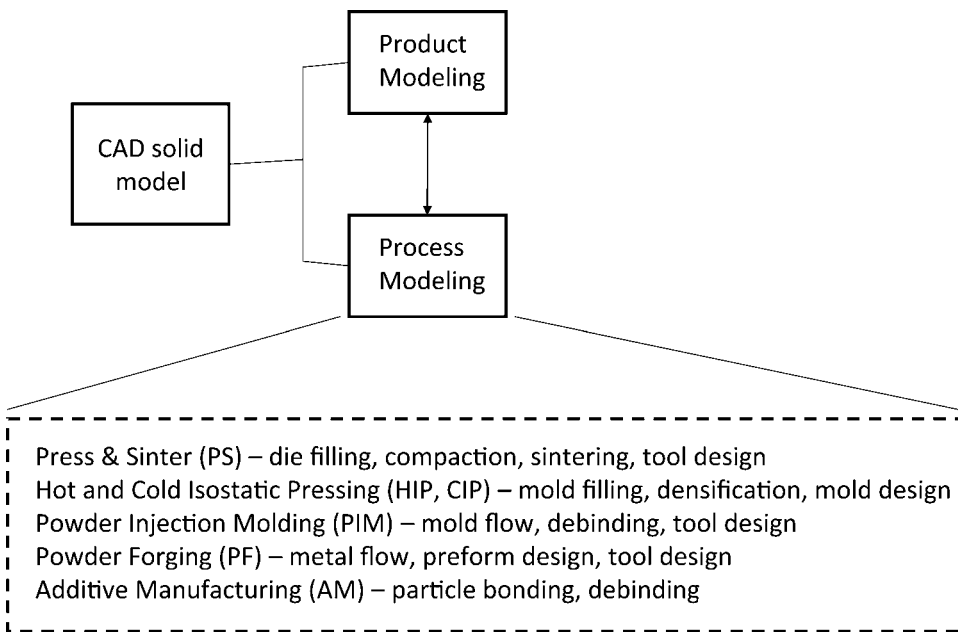 Product
Modeling
CAD solid
model
Process
Modeling
Press & Sinter (PS) – die filling, compaction, sintering, tool design
Hot and Cold Isostatic Pressing (HIP, CIP) – mold filling, densification, mold design
Powder Injection Molding (PIM) – mold flow, debinding, tool design
Powder Forging (PF) – metal flow, preform design, tool design
Additive Manufacturing (AM) – particle bonding, debinding